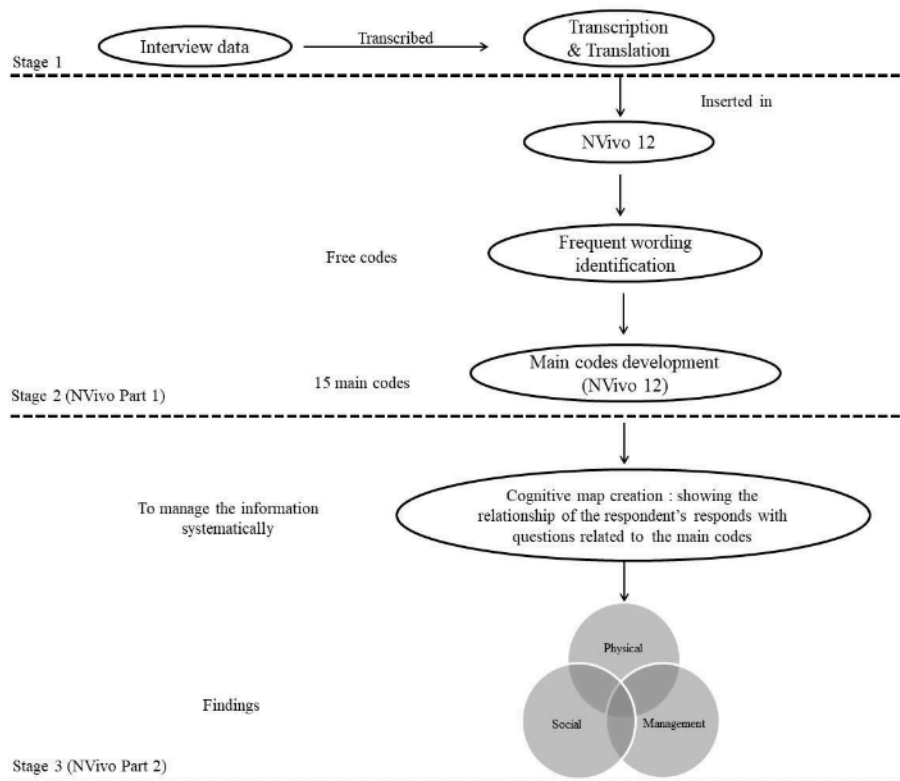 Interview data
Transcribed
Transcription
& Translation
Stage 1
Inserted in
NVivo 12
Free codes
Frequent wording
identification
15 main codes
Main codes development
(NVivo 12)
Stage 2 (NVivo Part 1)
To manage the information
systematically
Cognitive map creation : showing the
relationship of the respondent's responds with
questions related to the main codes
Physical
Findings
Social
Management
Stage 3 (NVivo Part 2)